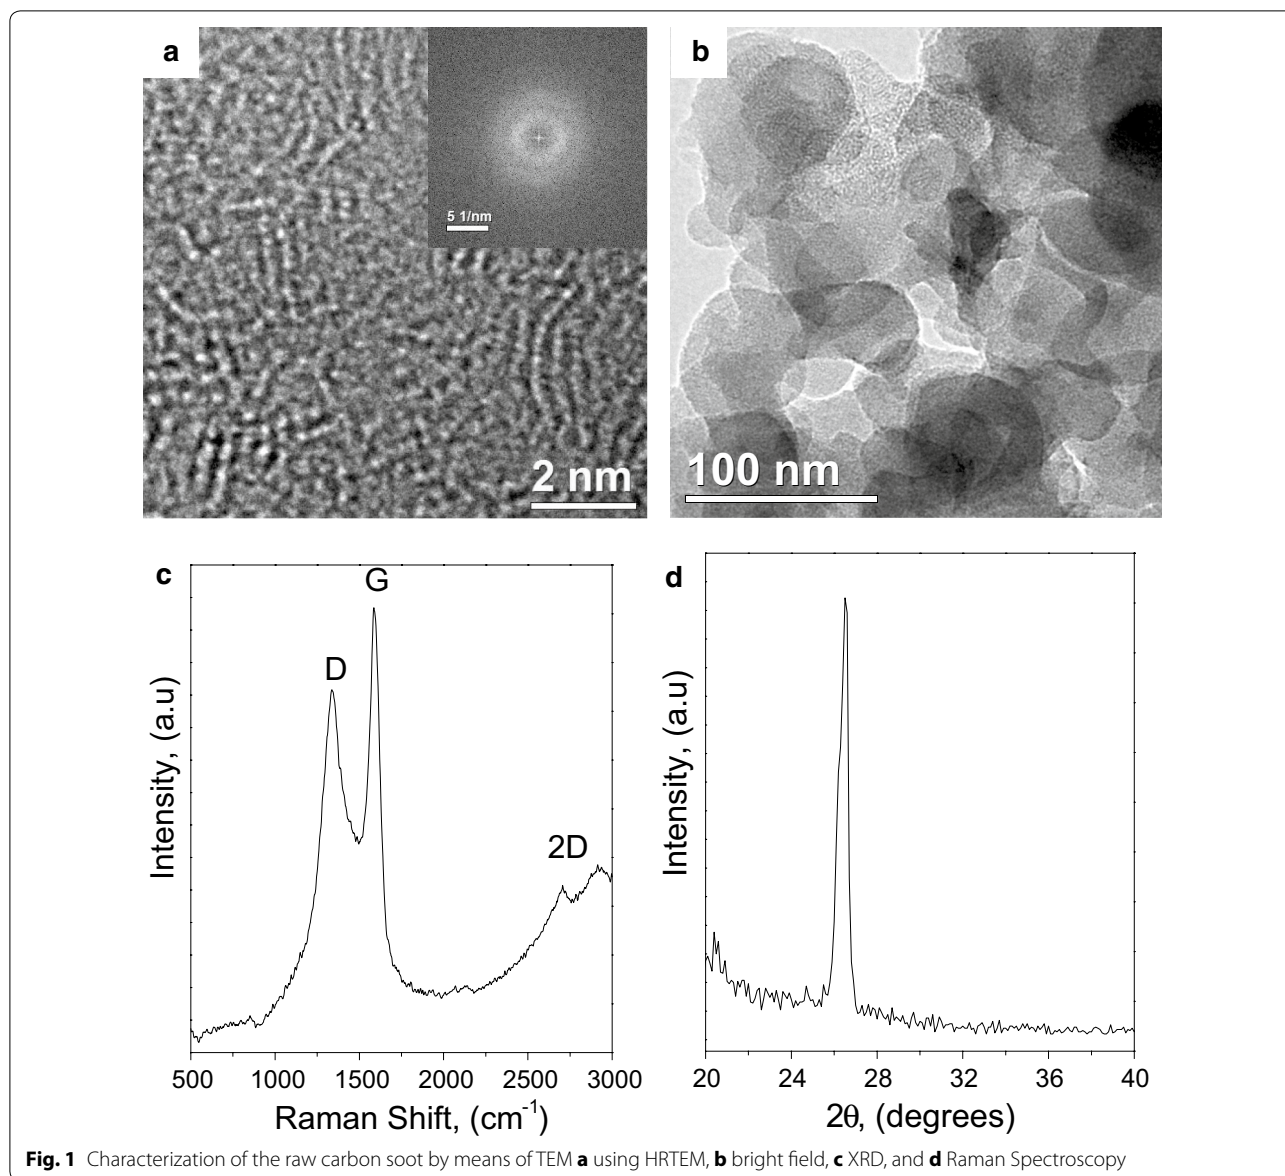 a
b
5 1/nm
2 nm
100 nm
c
d
G
D
2D
Intensity, (a.u)
Intensity, (a.u)
500 1000 1500 2000 2500 3000
20 24 28 32 36 40
Raman Shift, (cm⁻¹)
2θ, (degrees)
Fig. 1 Characterization of the raw carbon soot by means of TEM a using HRTEM, b bright field, c XRD, and d Raman Spectroscopy